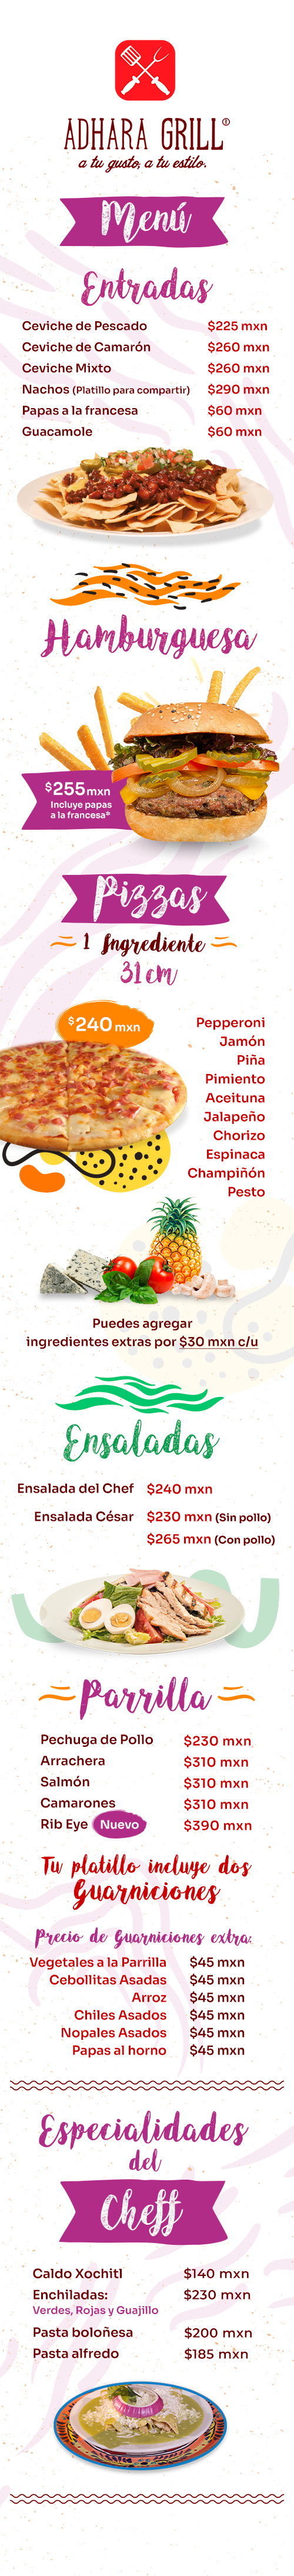 ADHARA GRILL®
a tu gusto, a tu estilo.
Menú
Entradas
Ceviche de Pescado $225 mxn
Ceviche de Camarón $260 mxn
Ceviche Mixto $260 mxn
Nachos (Platillo para compartir) $290 mxn
Papas a la francesa $60 mxn
Guacamole $60 mxn
Hamburguesa
$255 mxn
Incluye papas
a la francesa*
Pizzas
1 Ingrediente
31 cm
$240 mxn
Pepperoni
Jamón
Piña
Pimiento
Aceituna
Jalapeño
Chorizo
Espinaca
Champiñón
Pesto
Puedes agregar
ingredientes extras por $30 mxn c/u
Ensaladas
Ensalada del Chef $240 mxn
Ensalada César $230 mxn (Sin pollo)
$265 mxn (Con pollo)
Parrilla
Pechuga de Pollo $230 mxn
Arrachera $310 mxn
Salmón $310 mxn
Camarones $310 mxn
Rib Eye Nuevo $390 mxn
Tu platillo incluye dos
Guarniciones
Precio de Guarniciones extra:
Vegetales a la Parrilla $45 mxn
Cebollitas Asadas $45 mxn
Arroz $45 mxn
Chiles Asados $45 mxn
Nopales Asados $45 mxn
Papas al horno $45 mxn
Especialidades
del
Cheff
Caldo Xochitl $140 mxn
Enchiladas: $230 mxn
Verdes, Rojas y Guajillo
Pasta boloñesa $200 mxn
Pasta alfredo $185 mxn